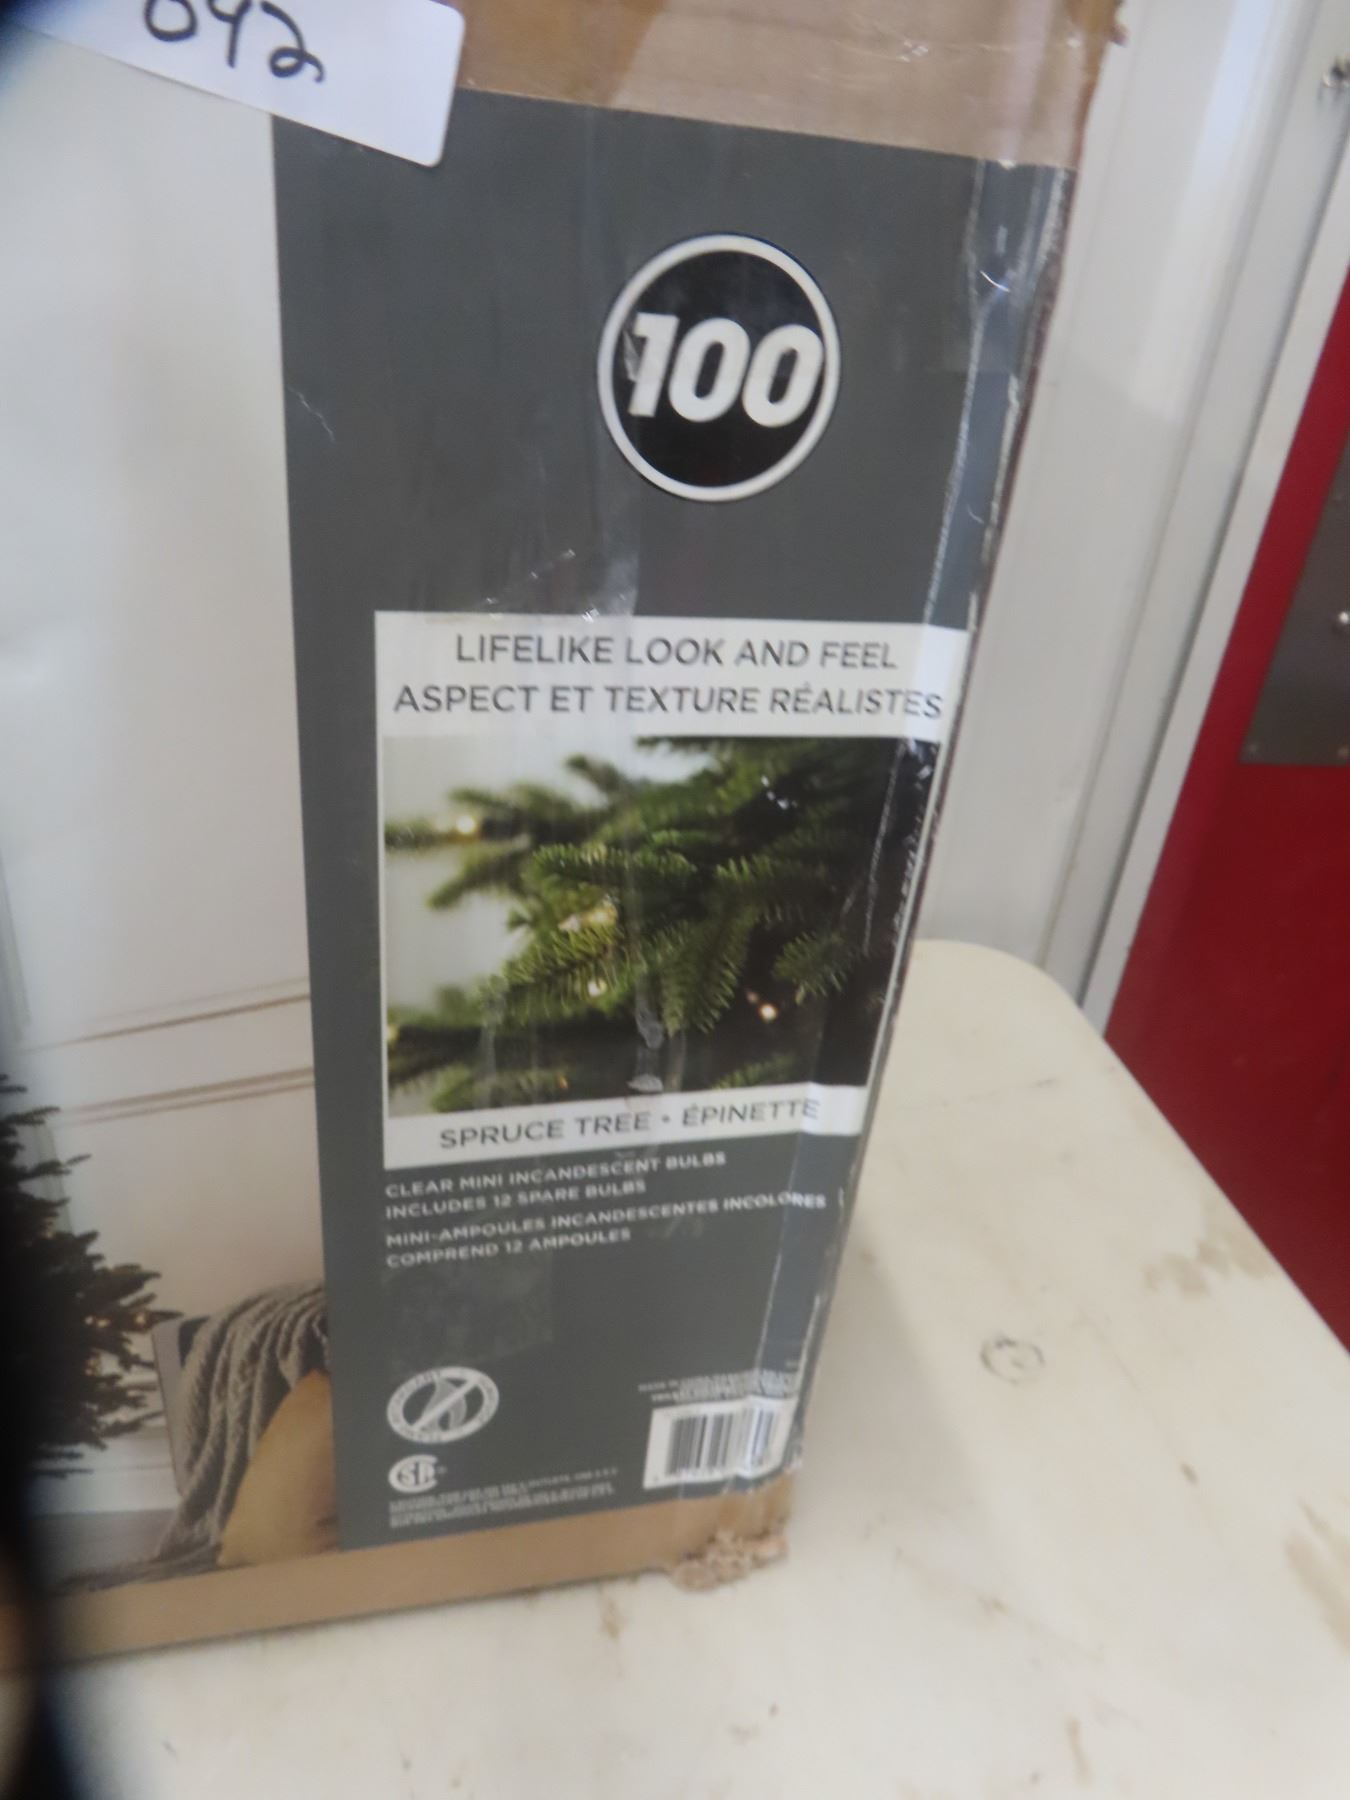 042
100
LIFELIKE LOOK AND FEEL
ASPECT ET TEXTURE RÉALISTES
SPRUCE TREE • ÉPINETTE
CLEAR MINI INCANDESCENT BULBS
INCLUDES 12 SPARE BULBS
MINI-AMPOULES INCANDESCENTES INCOLORES
COMPREND 12 AMPOULES